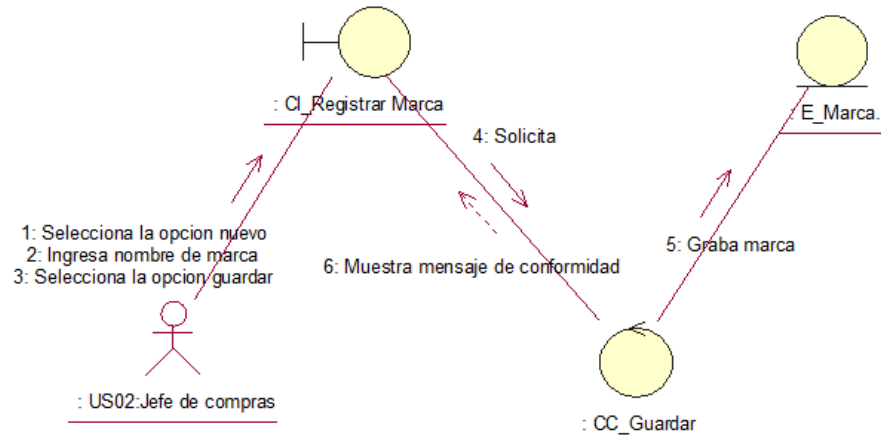 : CI_Registrar Marca
: E_Marca.
4: Solicita
1: Selecciona la opcion nuevo
2: Ingresa nombre de marca
3: Selecciona la opcion guardar
6: Muestra mensaje de conformidad
5: Graba marca
: US02:Jefe de compras
: CC_Guardar